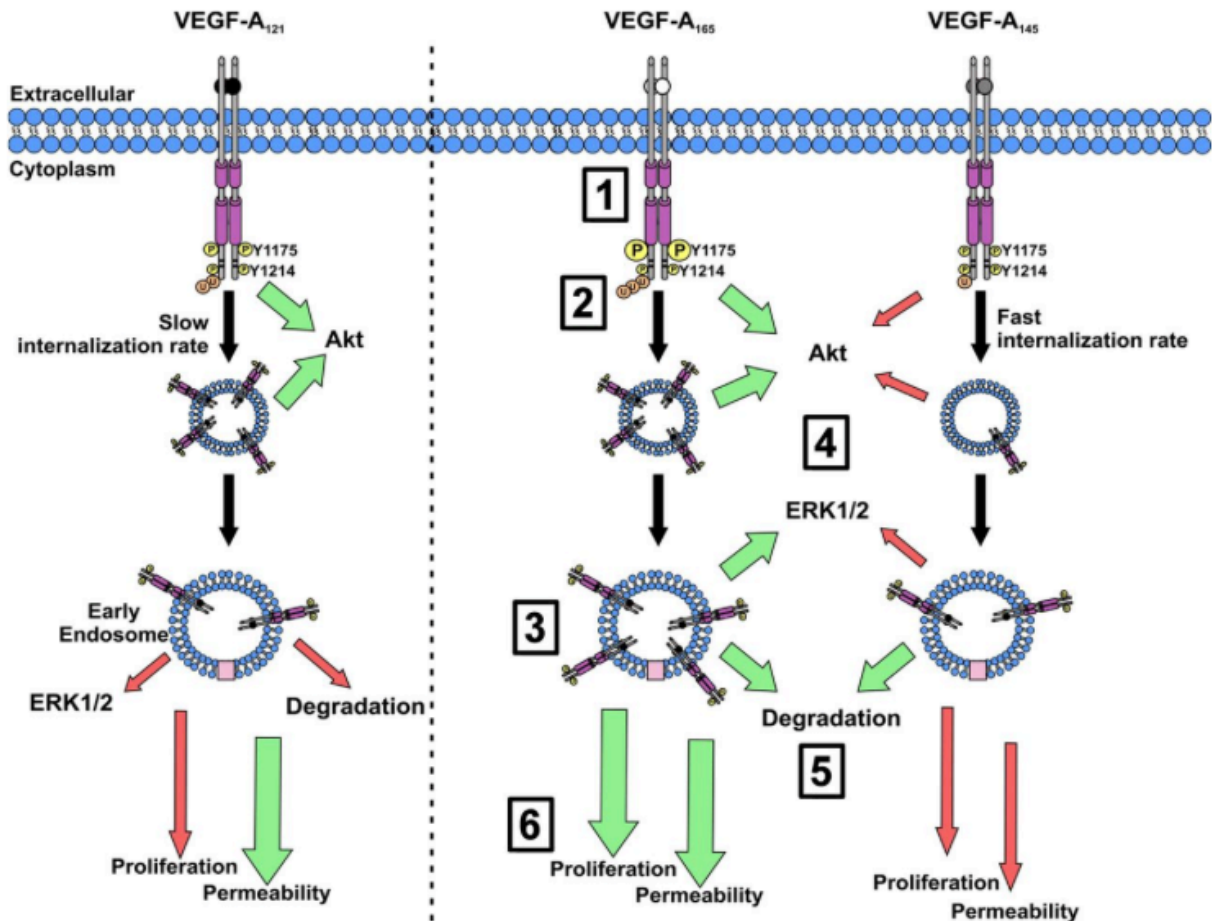 VEGF-A₁₂₁
VEGF-A₁₆₅
VEGF-A₁₄₅
Extracellular
Cytoplasm
1
P P Y1175
P P Y1214
U U
P P Y1175
P P Y1214
U U U
P P Y1175
P P Y1214
U
2
Slow
internalization rate
Akt
Akt
Fast
internalization rate
4
ERK1/2
Early
Endosome
3
ERK1/2
Degradation
Degradation
5
6
Proliferation
Permeability
Proliferation
Permeability
Proliferation
Permeability